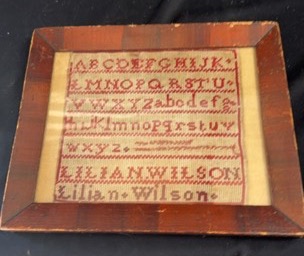 ABCDEFGHIJK
LMNOPQRSTU
VWXYZabcdefg
hijklmnopqrstuv
wxyz
LILIANWILSON
Lilian Wilson